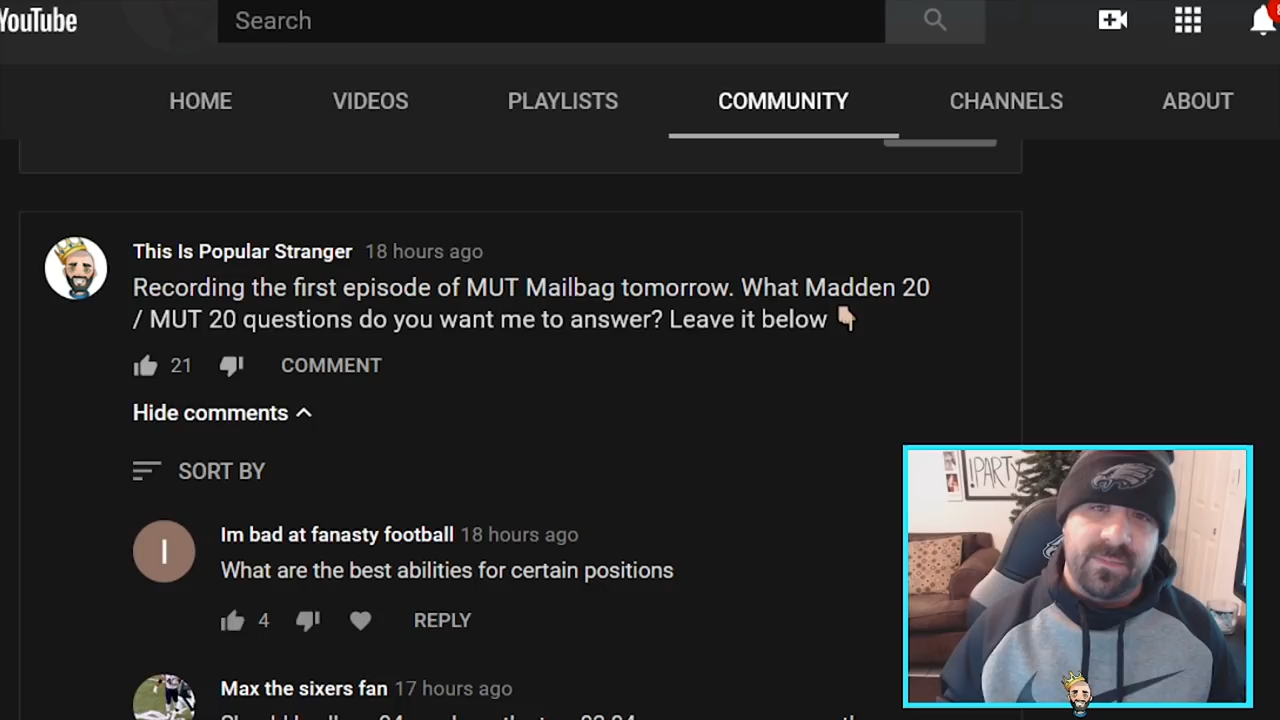 YouTube
Search
HOME VIDEOS PLAYLISTS COMMUNITY CHANNELS ABOUT
This Is Popular Stranger 18 hours ago
Recording the first episode of MUT Mailbag tomorrow. What Madden 20
/ MUT 20 questions do you want me to answer? Leave it below 👇🏻
21 COMMENT
Hide comments
SORT BY
!PARTY
I
Im bad at fanasty football 18 hours ago
What are the best abilities for certain positions
4 REPLY
Max the sixers fan 17 hours ago